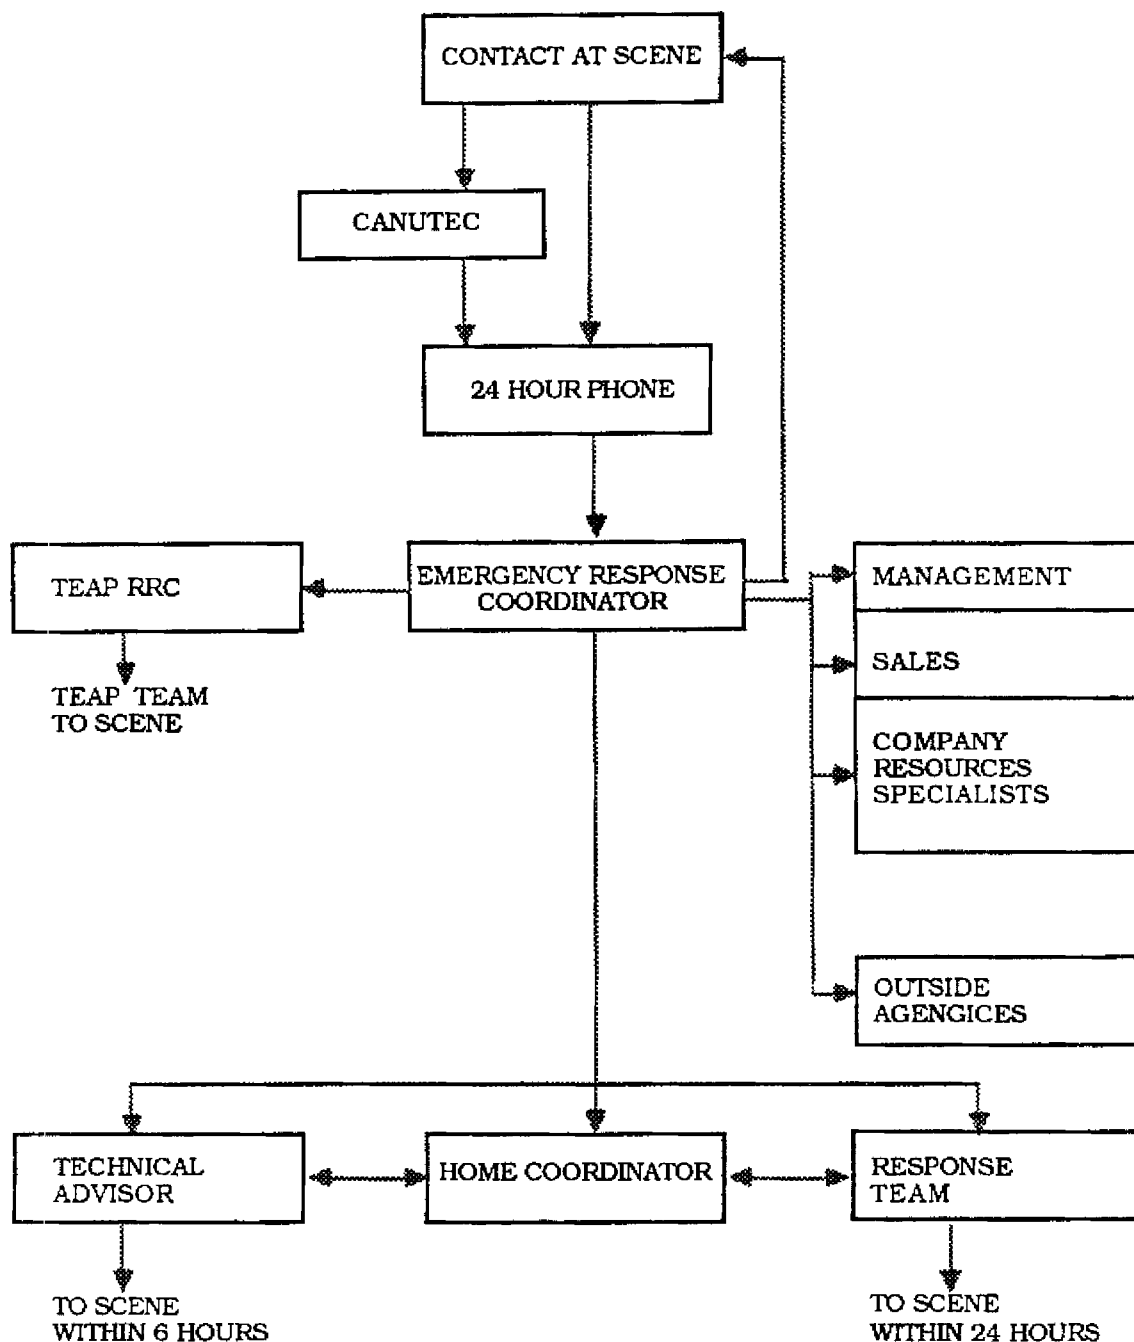 CONTACT AT SCENE
CANUTEC
24 HOUR PHONE
TEAP RRC
EMERGENCY RESPONSE
COORDINATOR
MANAGEMENT
SALES
TEAP TEAM
TO SCENE
COMPANY
RESOURCES
SPECIALISTS
OUTSIDE
AGENGICES
TECHNICAL
ADVISOR
HOME COORDINATOR
RESPONSE
TEAM
TO SCENE
WITHIN 6 HOURS
TO SCENE
WITHIN 24 HOURS